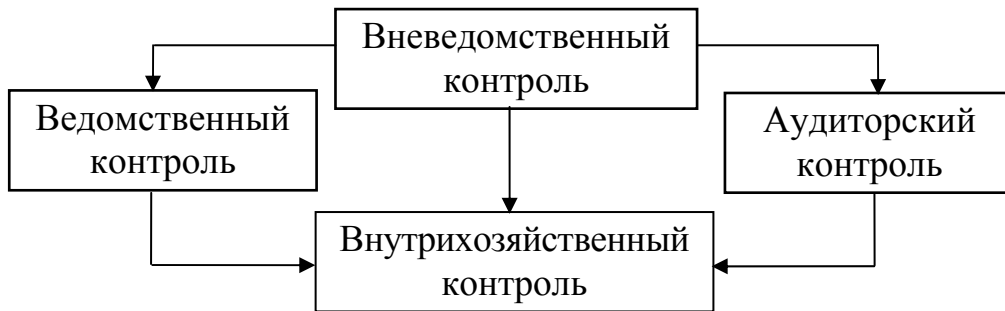 Вневедомственный
контроль
Ведомственный
контроль
Аудиторский
контроль
Внутрихозяйственный
контроль